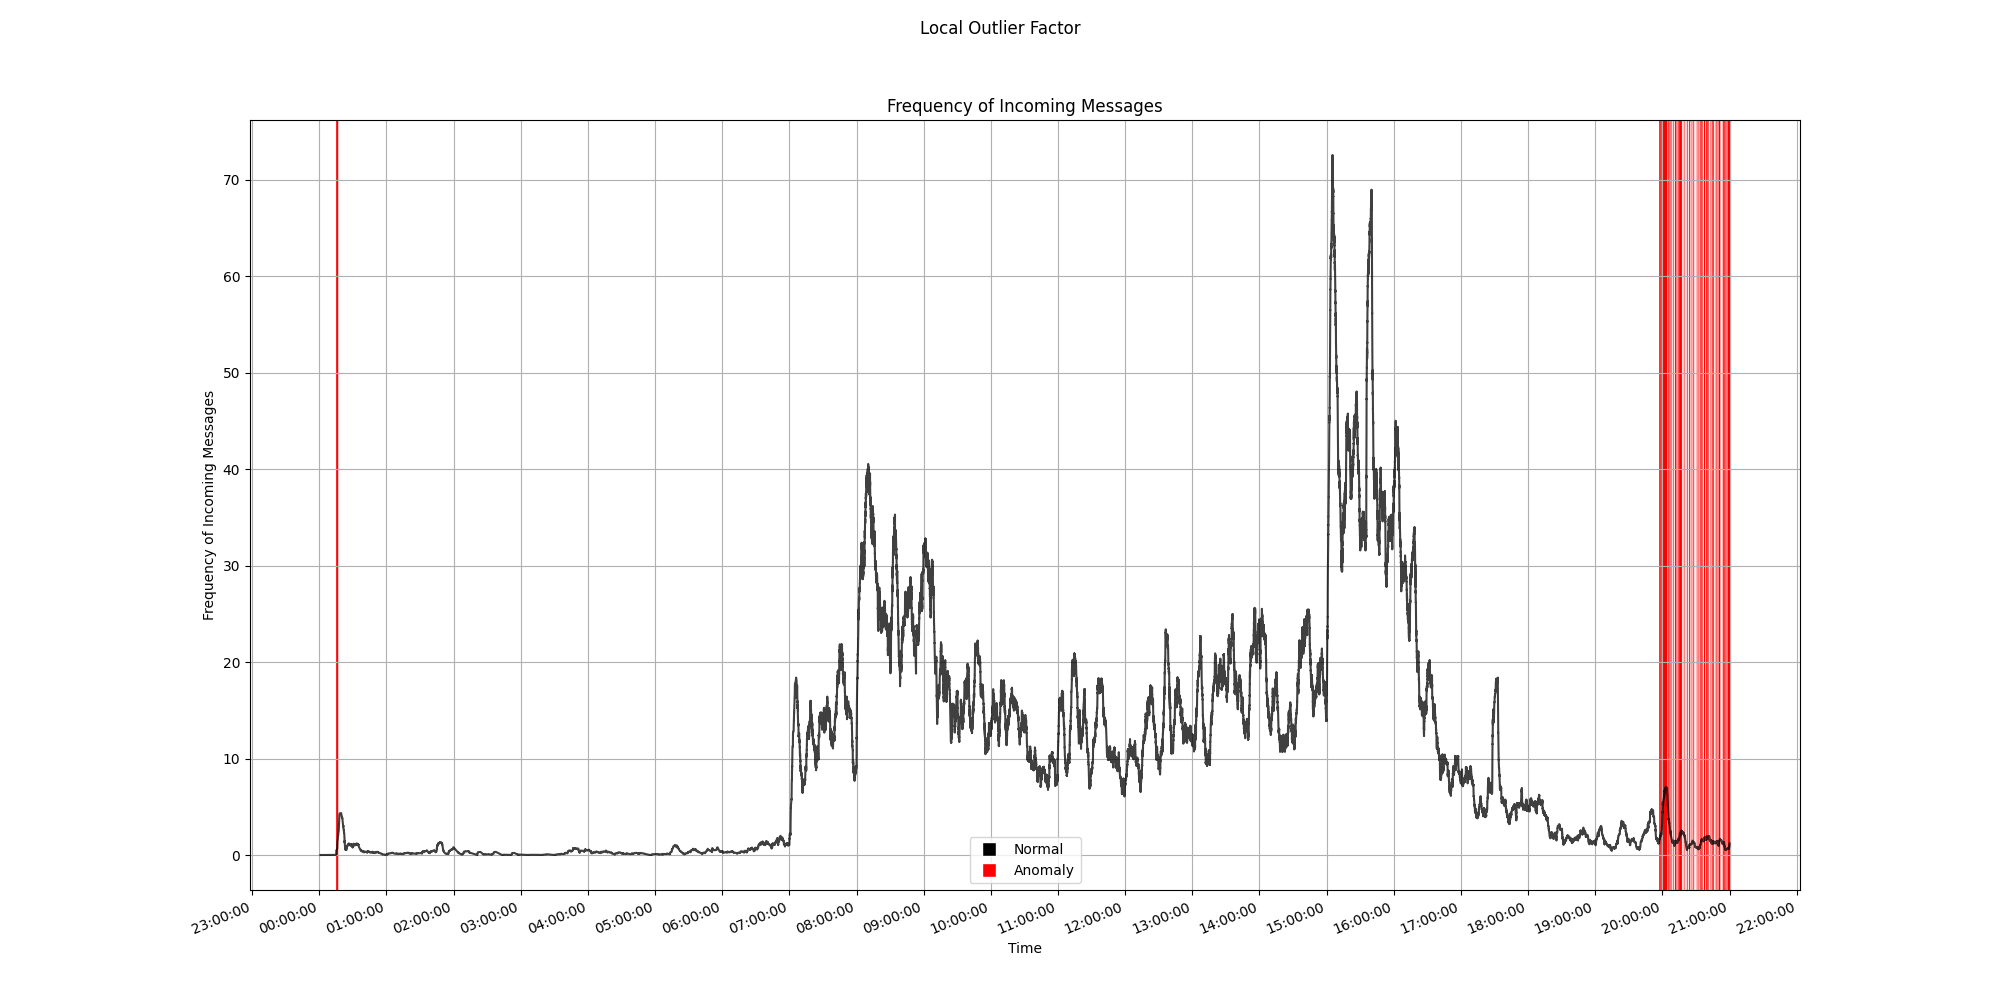 Local Outlier Factor
Frequency of Incoming Messages
Frequency of Incoming Messages
70
60
50
40
30
20
10
0
Normal
Anomaly
23:00:00 00:00:00 01:00:00 02:00:00 03:00:00 04:00:00 05:00:00 06:00:00 07:00:00 08:00:00 09:00:00 10:00:00 11:00:00 12:00:00 13:00:00 14:00:00 15:00:00 16:00:00 17:00:00 18:00:00 19:00:00 20:00:00 21:00:00 22:00:00
Time